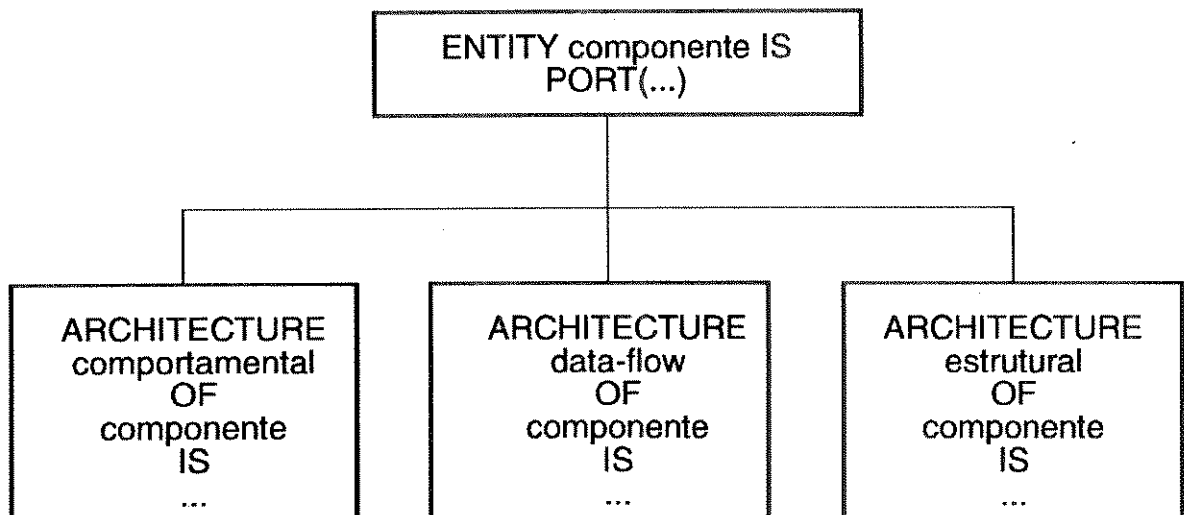 ENTITY componente IS
PORT(...)
ARCHITECTURE
comportamental
OF
componente
IS
...
ARCHITECTURE
data-flow
OF
componente
IS
...
ARCHITECTURE
estrutural
OF
componente
IS
...